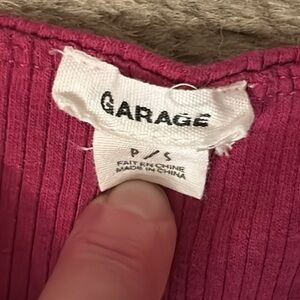 GARAGE
P / S
FAIT EN CHINE
MADE IN CHINA